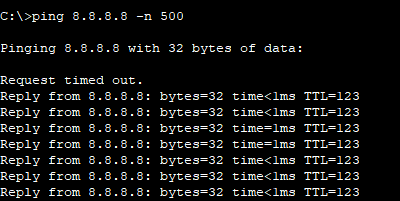 C:\>ping 8.8.8.8 -n 500
Pinging 8.8.8.8 with 32 bytes of data:
Request timed out.
Reply from 8.8.8.8: bytes=32 time<1ms TTL=123
Reply from 8.8.8.8: bytes=32 time<1ms TTL=123
Reply from 8.8.8.8: bytes=32 time=1ms TTL=123
Reply from 8.8.8.8: bytes=32 time<1ms TTL=123
Reply from 8.8.8.8: bytes=32 time<1ms TTL=123
Reply from 8.8.8.8: bytes=32 time<1ms TTL=123
Reply from 8.8.8.8: bytes=32 time<1ms TTL=123